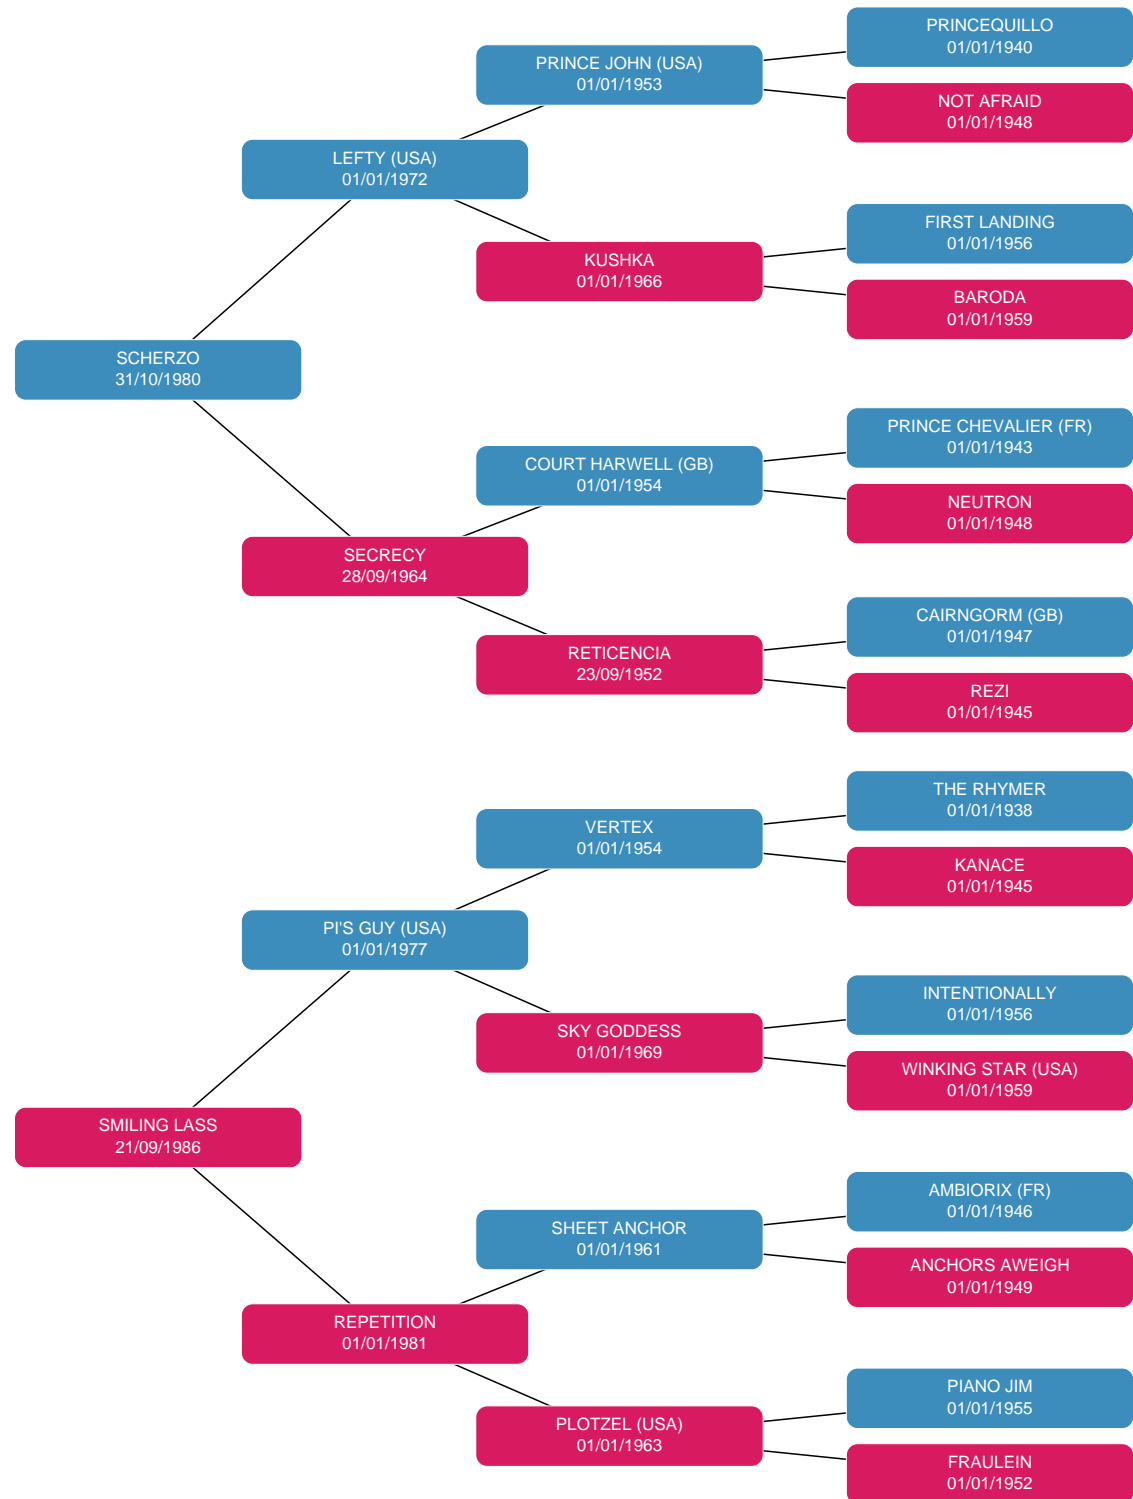 PRINCEQUILLO
01/01/1940
PRINCE JOHN (USA)
01/01/1953
NOT AFRAID
01/01/1948
LEFTY (USA)
01/01/1972
FIRST LANDING
01/01/1956
KUSHKA
01/01/1966
BARODA
01/01/1959
SCHERZO
31/10/1980
PRINCE CHEVALIER (FR)
01/01/1943
COURT HARWELL (GB)
01/01/1954
NEUTRON
01/01/1948
SECRECY
28/09/1964
CAIRNGORM (GB)
01/01/1947
RETICENCIA
23/09/1952
REZI
01/01/1945
THE RHYMER
01/01/1938
VERTEX
01/01/1954
KANACE
01/01/1945
PI'S GUY (USA)
01/01/1977
INTENTIONALLY
01/01/1956
SKY GODDESS
01/01/1969
WINKING STAR (USA)
01/01/1959
SMILING LASS
21/09/1986
AMBIORIX (FR)
01/01/1946
SHEET ANCHOR
01/01/1961
ANCHORS AWEIGH
01/01/1949
REPETITION
01/01/1981
PIANO JIM
01/01/1955
PLOTZEL (USA)
01/01/1963
FRAULEIN
01/01/1952